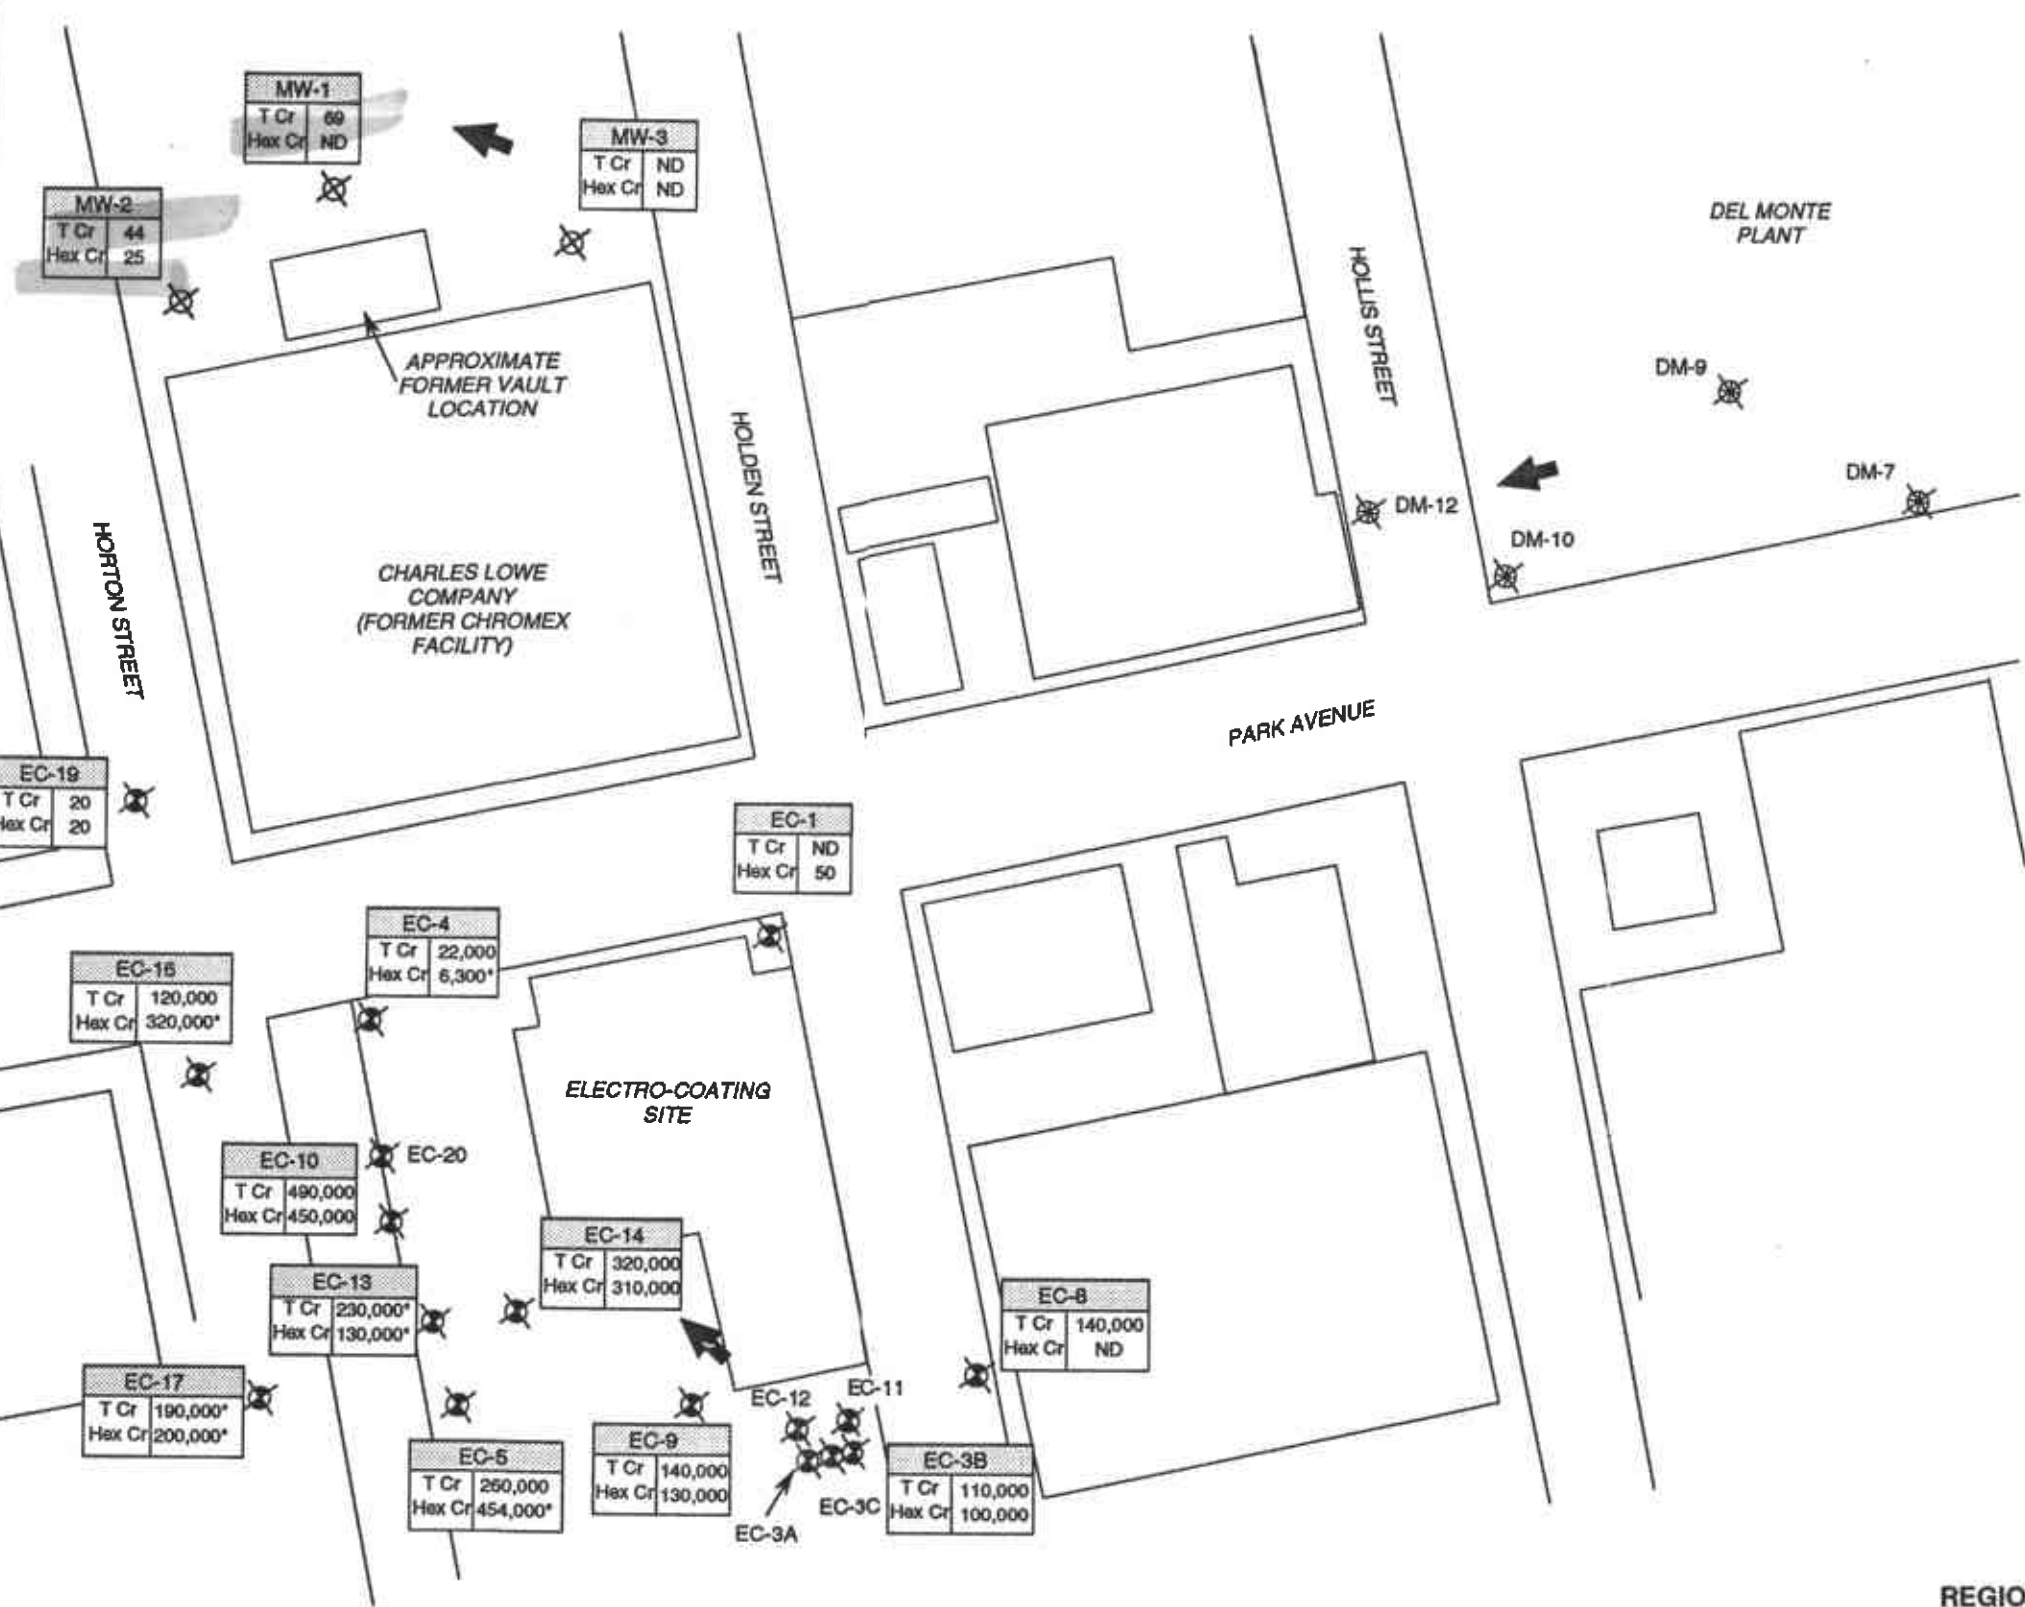 MW-1
T Cr 69
Hex Cr ND
MW-3
T Cr ND
Hex Cr ND
MW-2
T Cr 44
Hex Cr 25
DEL MONTE
PLANT
HOLLIS STREET
APPROXIMATE
FORMER VAULT
LOCATION
DM-9
HOLDEN STREET
DM-7
DM-12
DM-10
HORTON STREET
CHARLES LOWE
COMPANY
(FORMER CHROMEX
FACILITY)
PARK AVENUE
EC-19
T Cr 20
Hex Cr 20
EC-1
T Cr ND
Hex Cr 50
EC-4
T Cr 22,000
Hex Cr 6,300*
EC-16
T Cr 120,000
Hex Cr 320,000*
ELECTRO-COATING
SITE
EC-10
T Cr 490,000
Hex Cr 450,000
EC-20
EC-14
T Cr 320,000
Hex Cr 310,000
EC-13
T Cr 230,000*
Hex Cr 130,000*
EC-8
T Cr 140,000
Hex Cr ND
EC-17
T Cr 190,000*
Hex Cr 200,000*
EC-12
EC-11
EC-5
T Cr 260,000
Hex Cr 454,000*
EC-9
T Cr 140,000
Hex Cr 130,000
EC-3B
T Cr 110,000
Hex Cr 100,000
EC-3C
EC-3A
REGIO